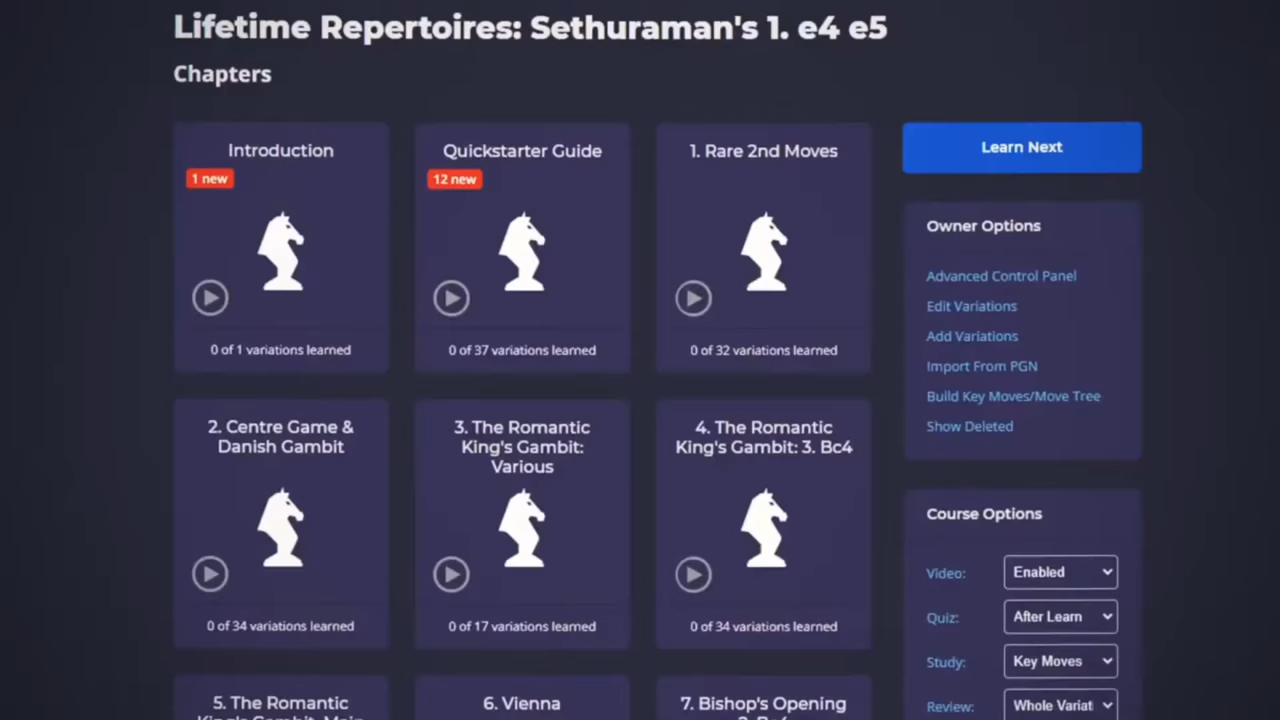 Lifetime Repertoires: Sethuraman's 1. e4 e5
Chapters
Introduction
1 new
0 of 1 variations learned
Quickstarter Guide
12 new
0 of 37 variations learned
1. Rare 2nd Moves
0 of 32 variations learned
Learn Next
Owner Options
Advanced Control Panel
Edit Variations
Add Variations
Import From PGN
Build Key Moves/Move Tree
Show Deleted
2. Centre Game &
Danish Gambit
0 of 34 variations learned
3. The Romantic
King's Gambit:
Various
0 of 17 variations learned
4. The Romantic
King's Gambit: 3. Bc4
0 of 34 variations learned
Course Options
Video: Enabled
Quiz: After Learn
Study: Key Moves
Review: Whole Variat
5. The Romantic
King's Gambit: Main
6. Vienna
7. Bishop's Opening
2. Bc4